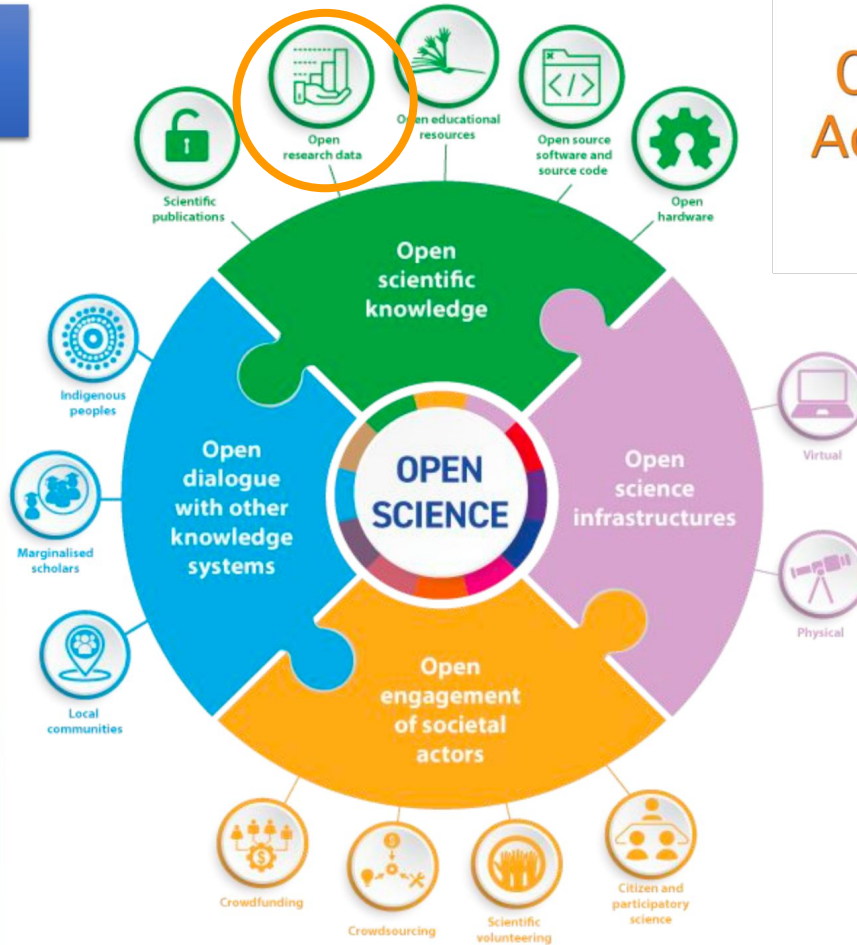 Open
research data
Open educational
resources
Open source
software and
source code
Scientific
publications
Open
hardware
Open
scientific
knowledge
Indigenous
peoples
Marginalised
scholars
Local
communities
Open
dialogue
with other
knowledge
systems
OPEN
SCIENCE
Open
science
infrastructures
Virtual
Physical
Open
engagement
of societal
actors
Crowdfunding
Crowdsourcing
Scientific
volunteering
Citizen and
participatory
science